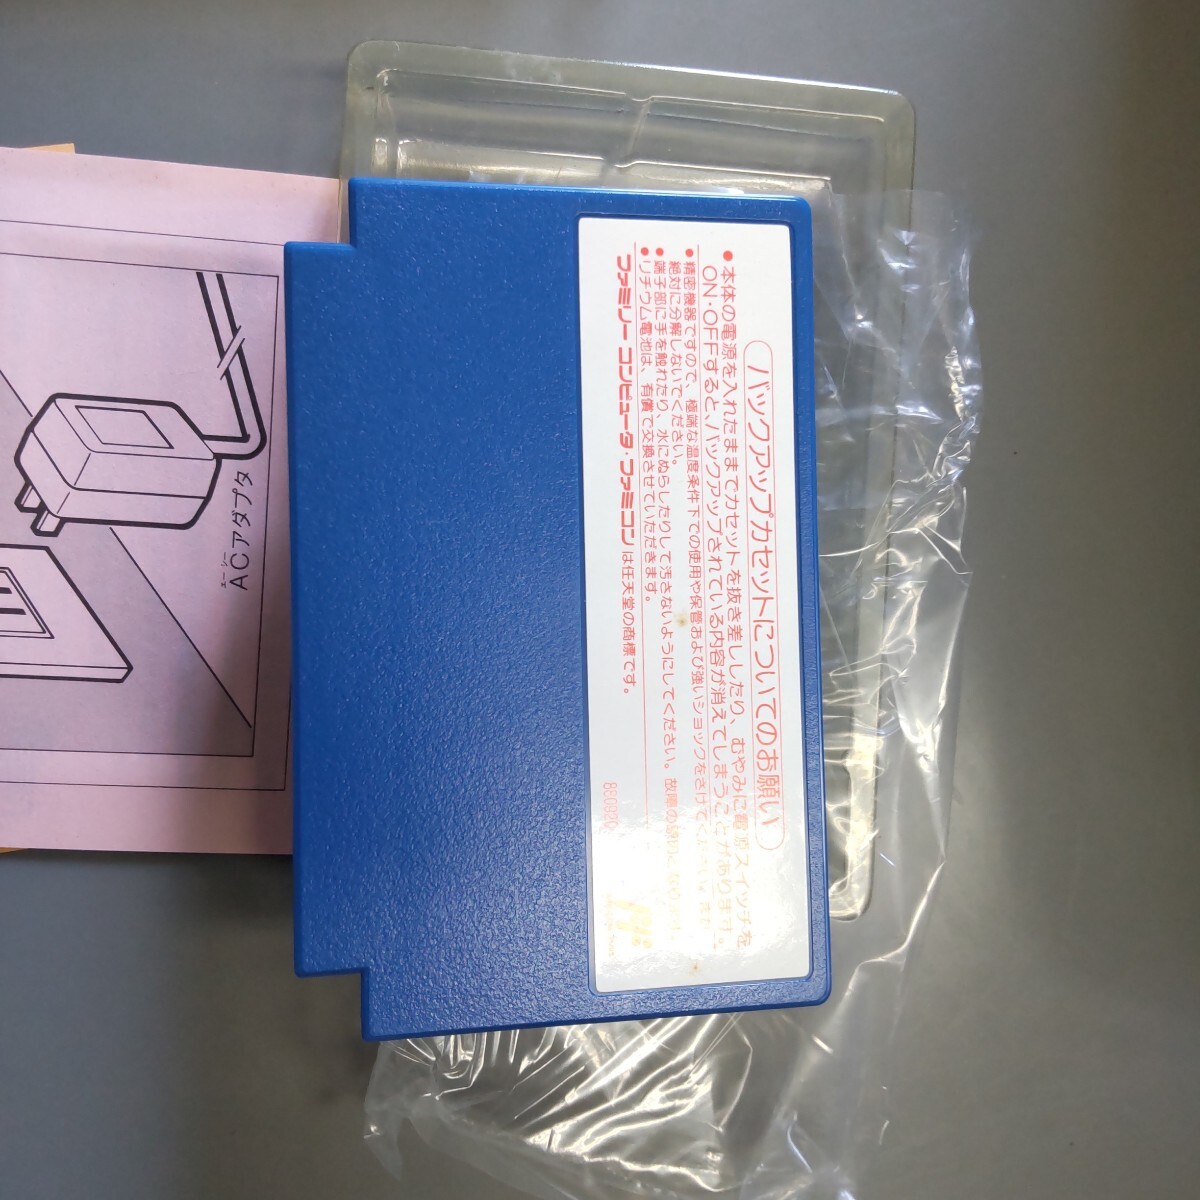 バックアップカセットについてのお願い
●本体の電源を入れたままでカセットを抜き差ししたり、むやみに電源スイッチを
ON・OFFすると、バックアップされている内容が消えてしまうことがあります。
●精密機器ですので、極端な温度条件下での使用や保管および強いショックをさけてください。また、
絶対に分解しないでください。
●端子部に手を触れたり、水にぬらしたりして汚さないようにしてください。故障の原因になります。
●リチウム電池は、有償で交換させていただきます。
ファミリー コンピュータ・ファミコンは任天堂の商標です。
エーシー
ACアダプタ